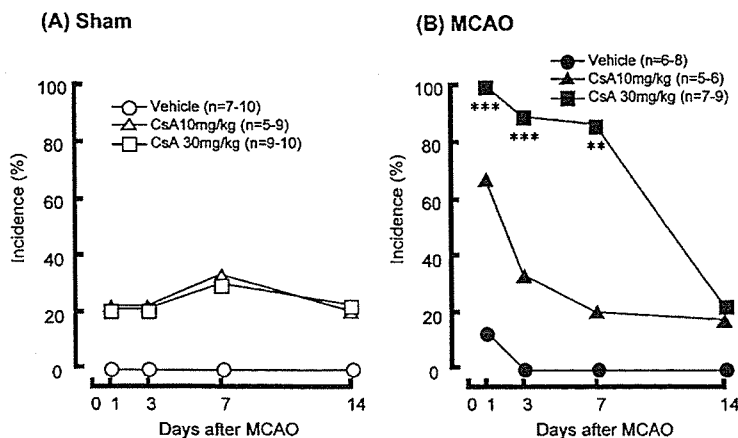 (A) Sham
(B) MCAO
Vehicle (n=7-10)
CsA10mg/kg (n=5-9)
CsA 30mg/kg (n=9-10)
Incidence (%)
100
80
60
40
20
0
0 1 3 7 14
Days after MCAO
Vehicle (n=6-8)
CsA10mg/kg (n=5-6)
CsA 30mg/kg (n=7-9)
***
***
**
Incidence (%)
100
80
60
40
20
0
0 1 3 7 14
Days after MCAO